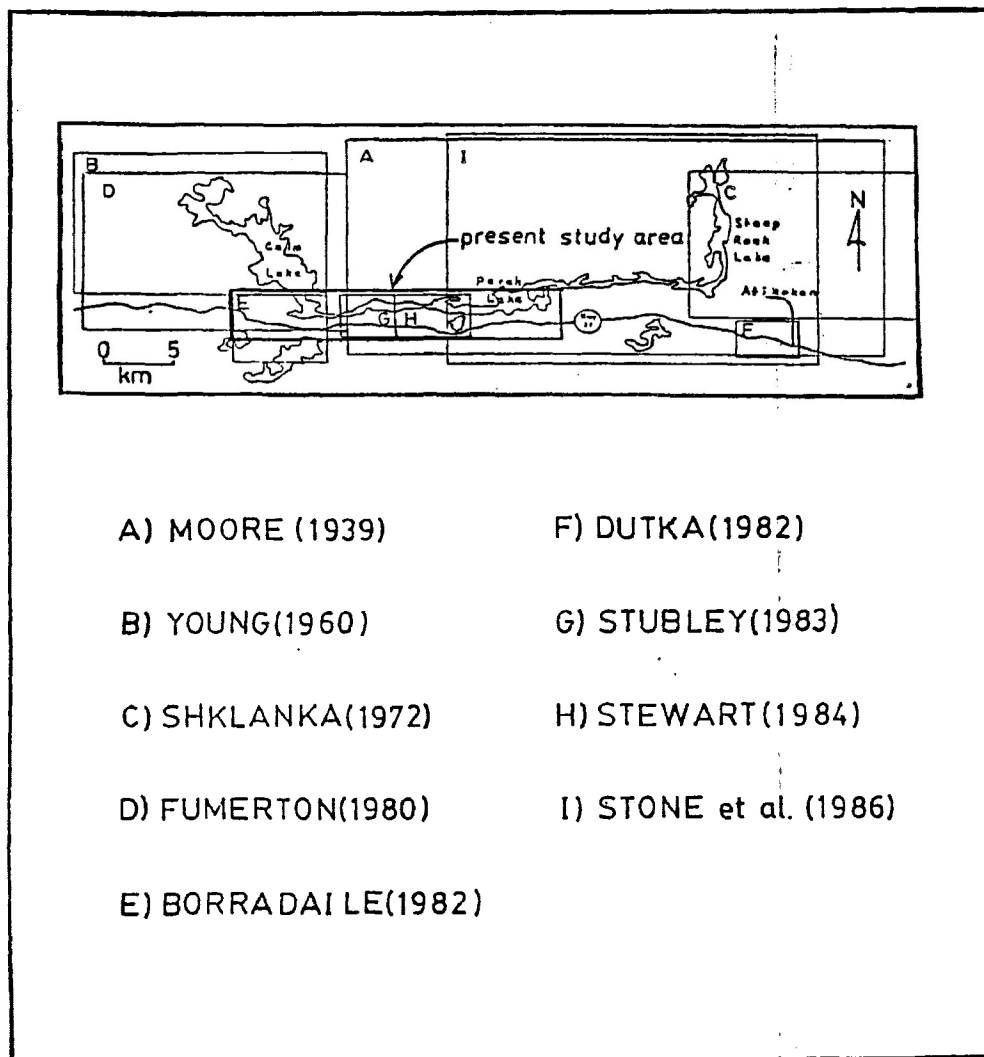 B
A
I
D
C
N
Calm
Lake
Steep
Rock
Lake
present study area
Perch
Lake
Atikokan
E
G
H
F
0 5
km
A) MOORE (1939)
F) DUTKA(1982)
B) YOUNG(1960)
G) STUBLEY(1983)
C) SHKLANKA(1972)
H) STEWART(1984)
D) FUMERTON(1980)
I) STONE et al. (1986)
E) BORRADAILE(1982)